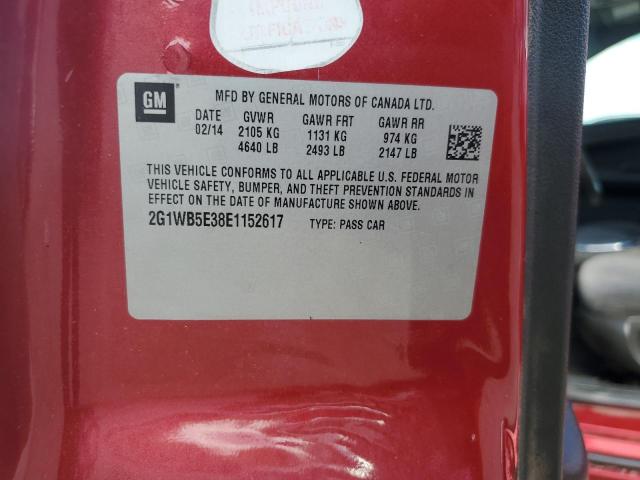 GM
MFD BY GENERAL MOTORS OF CANADA LTD.
DATE GVWR GAWR FRT GAWR RR
02/14 2105 KG 1131 KG 974 KG
4640 LB 2493 LB 2147 LB
THIS VEHICLE CONFORMS TO ALL APPLICABLE U.S. FEDERAL MOTOR
VEHICLE SAFETY, BUMPER, AND THEFT PREVENTION STANDARDS IN
EFFECT ON THE DATE OF MANUFACTURE SHOWN ABOVE.
2G1WB5E38E1152617 TYPE: PASS CAR